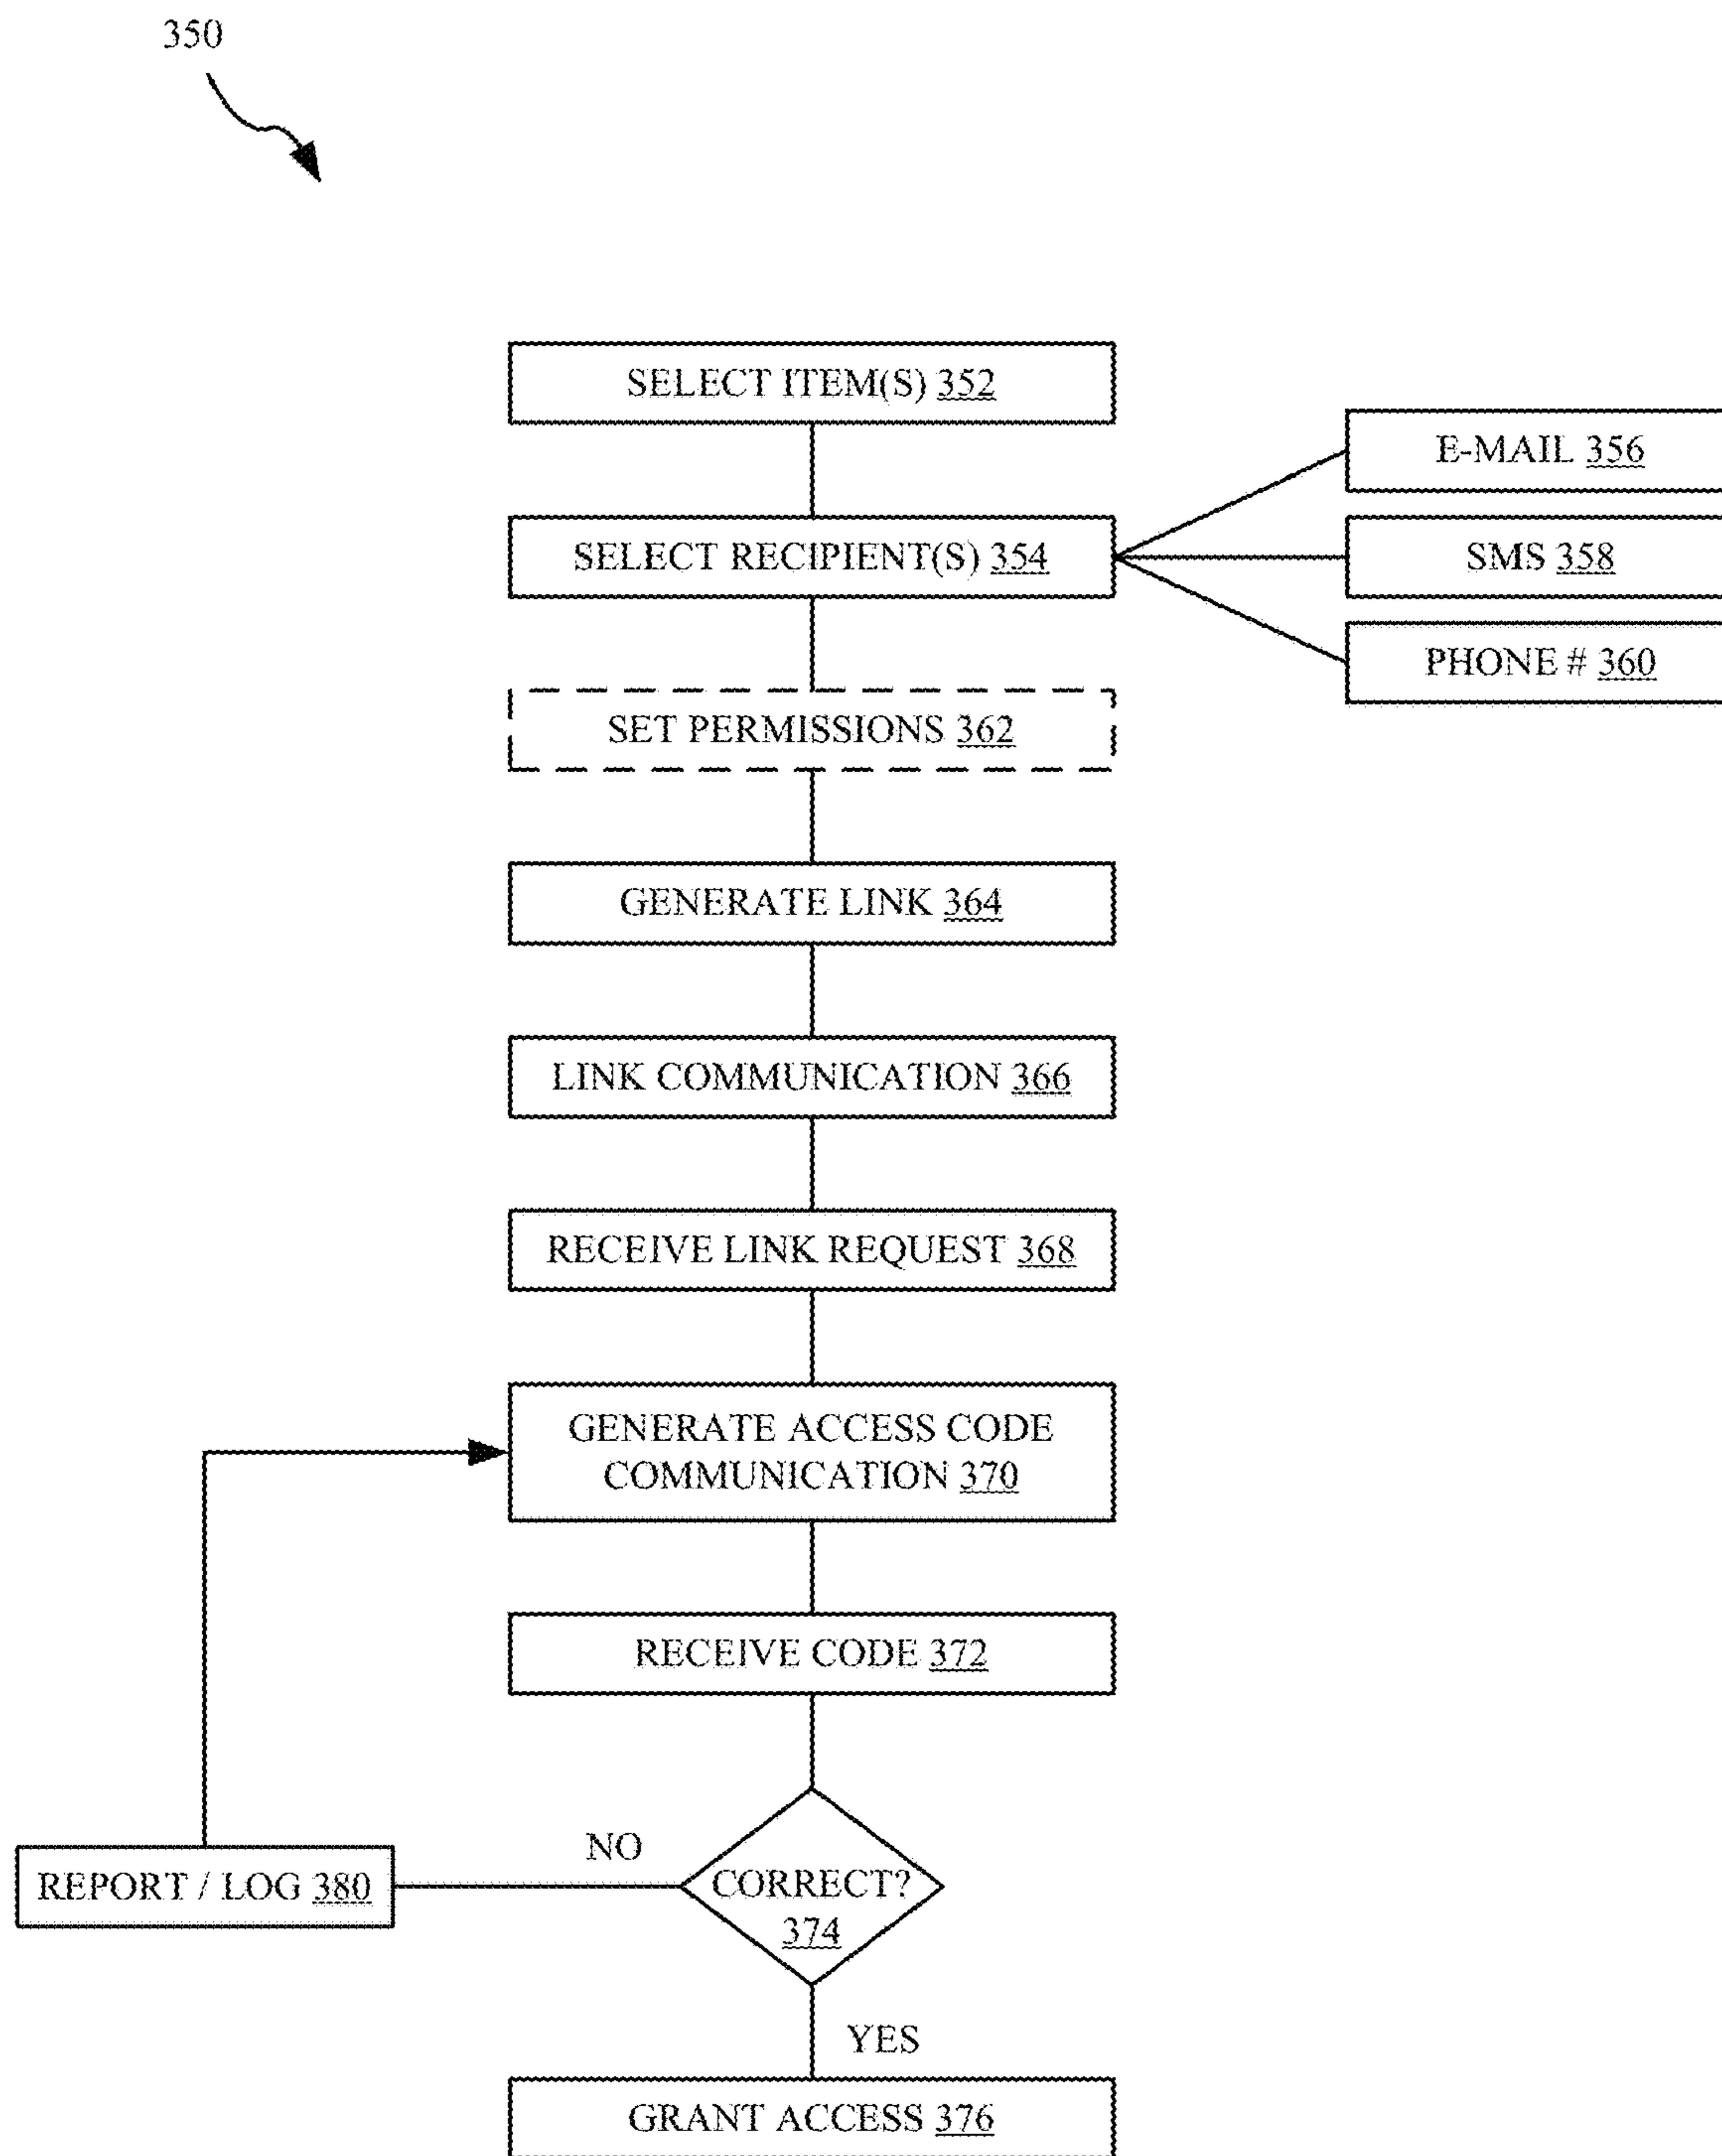 350
SELECT ITEM(S) 352
E-MAIL 356
SELECT RECIPIENT(S) 354
SMS 358
PHONE # 360
SET PERMISSIONS 362
GENERATE LINK 364
LINK COMMUNICATION 366
RECEIVE LINK REQUEST 368
GENERATE ACCESS CODE
COMMUNICATION 370
RECEIVE CODE 372
NO
REPORT / LOG 380
CORRECT?
374
YES
GRANT ACCESS 376